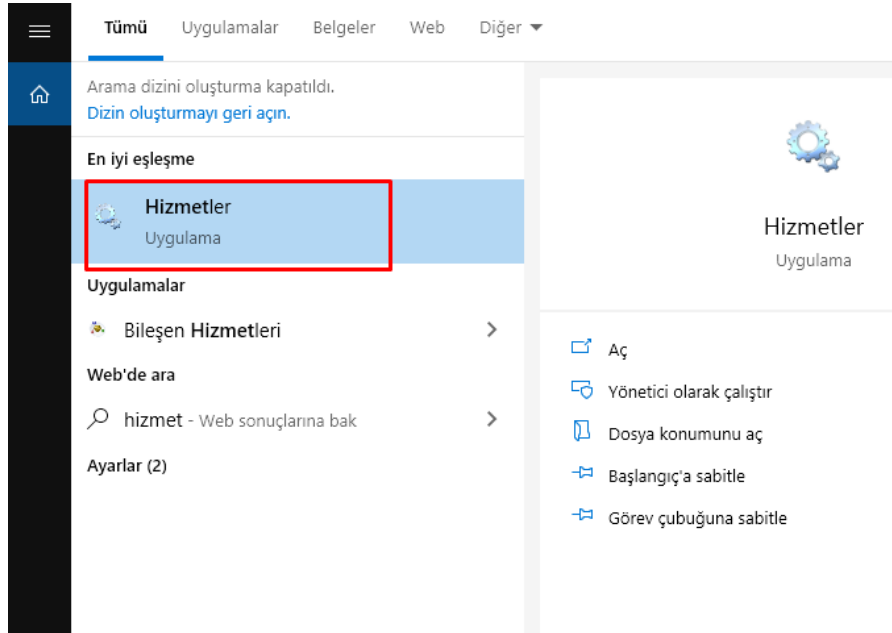 Tümü Uygulamalar Belgeler Web Diğer
Arama dizini oluşturma kapatıldı.
Dizin oluşturmayı geri açın.
En iyi eşleşme
Hizmetler
Uygulama
Uygulamalar
Bileşen Hizmetleri
Web'de ara
hizmet - Web sonuçlarına bak
Ayarlar (2)
Hizmetler
Uygulama
Aç
Yönetici olarak çalıştır
Dosya konumunu aç
Başlangıç'a sabitle
Görev çubuğuna sabitle